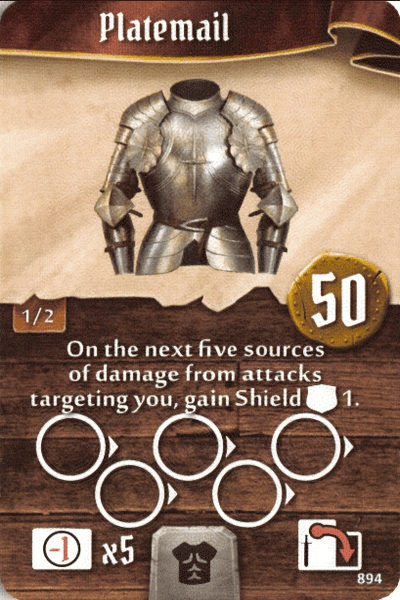 Platemail
50
1/2
On the next five sources
of damage from attacks
targeting you, gain Shield 1.
-1 x5
894